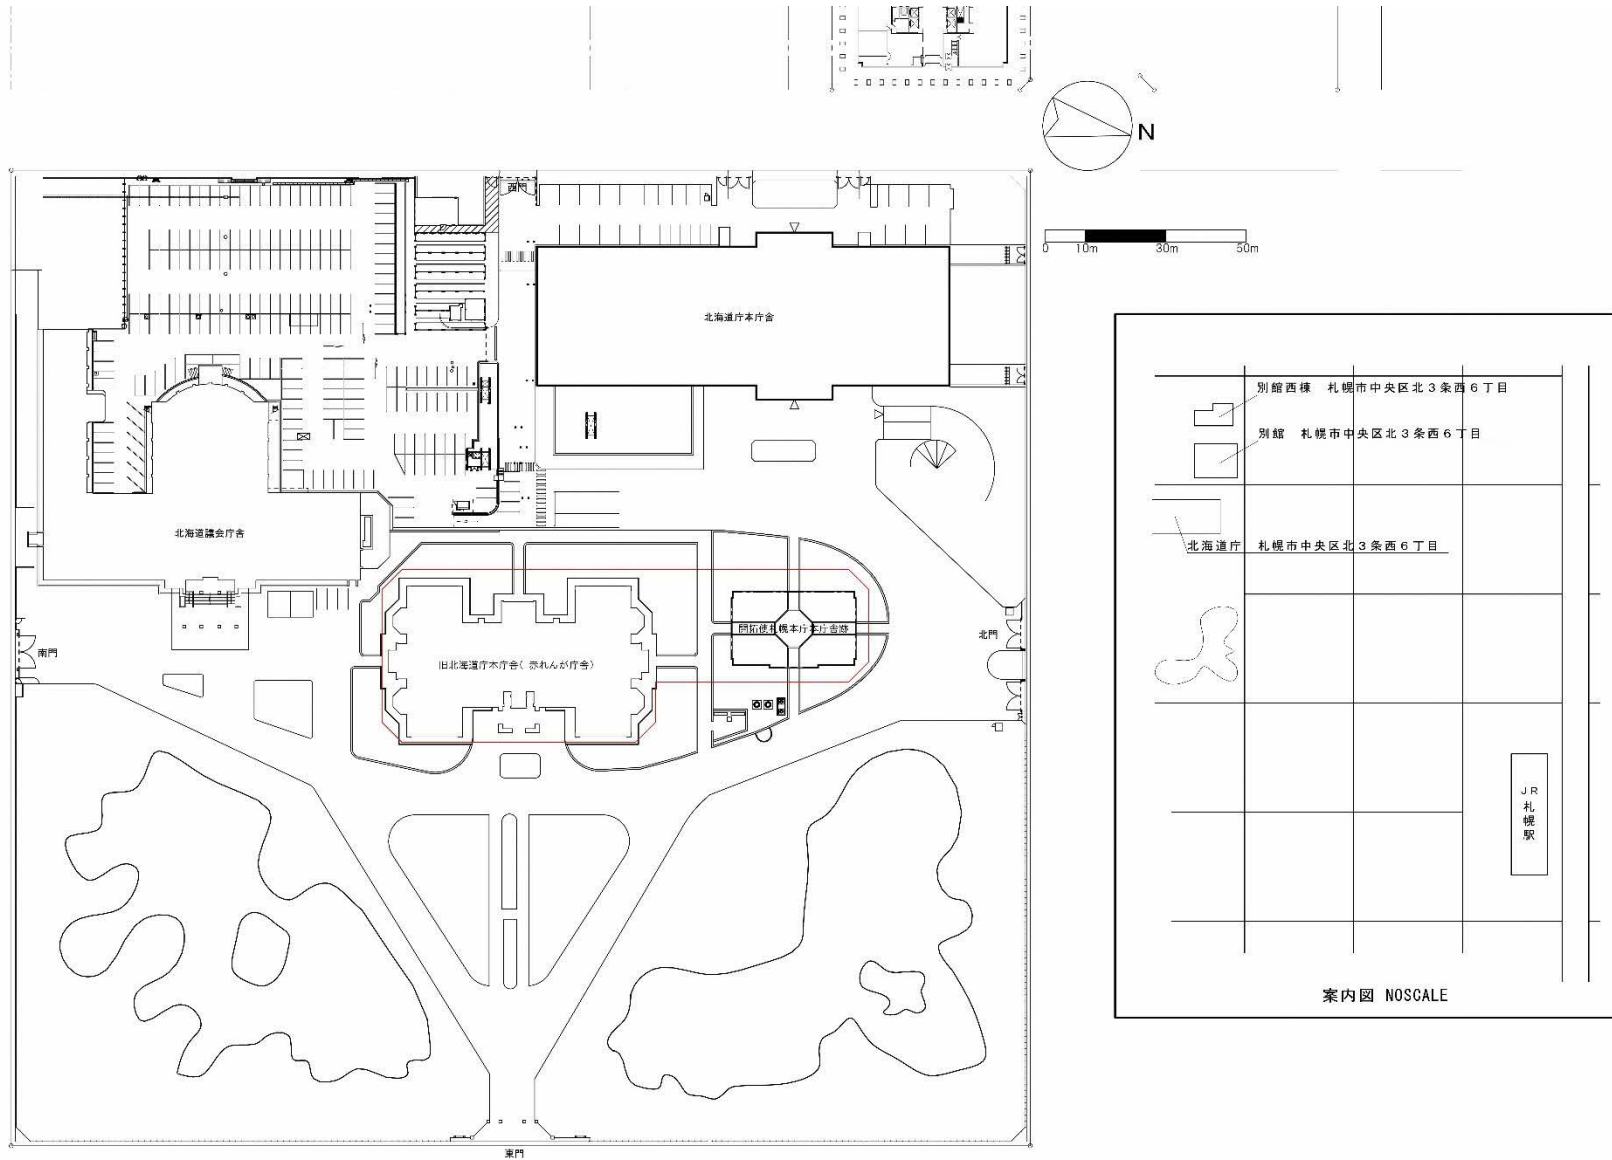 西門
N
0 10m 30m 50m
北海道庁本庁舎
別館西棟 札幌市中央区北3条西6丁目
別館 札幌市中央区北3条西6丁目
北海道議会庁舎
北海道庁 札幌市中央区北3条西6丁目
開拓使札幌本庁本庁舎跡
北門
南門
旧北海道庁本庁舎(赤れんが庁舎)
JR
札
幌
駅
案内図 NOSCALE
東門